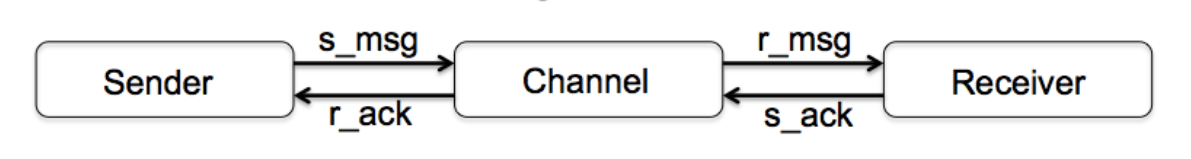 s_msg
r_msg
Sender
Channel
Receiver
r_ack
s_ack